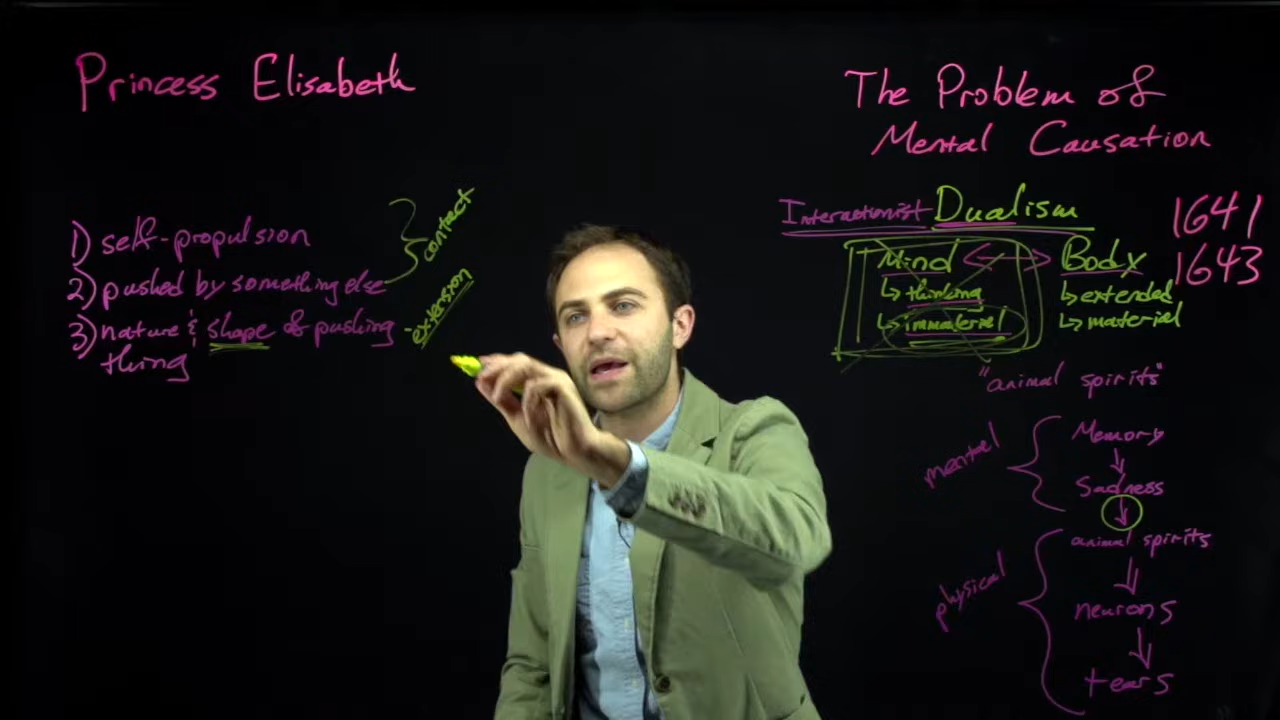 Princess Elisabeth
1) self-propulsion
2) pushed by something else
3) nature & shape of pushing
thing
contact
extension
The Problem of
Mental Causation
Interactionist Dualism
1641
1643
Mind Body
thinking
immaterial
extended
material
"animal spirits"
mental
Memory
Sadness
physical
animal spirits
neurons
tears